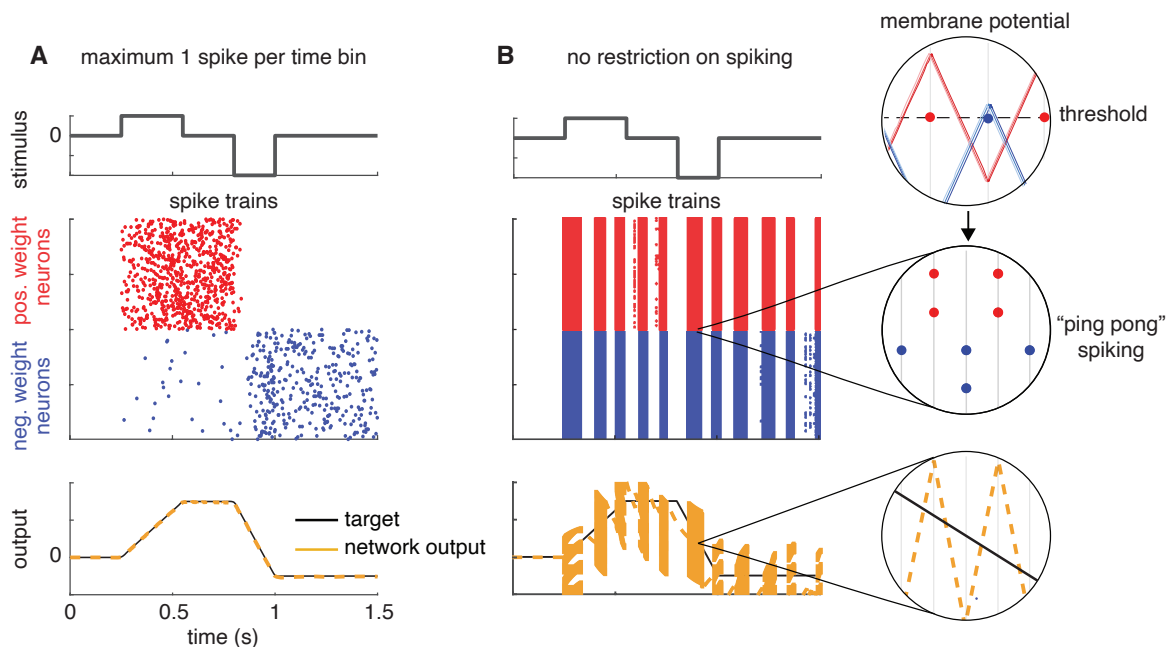 A
maximum 1 spike per time bin
stimulus
0
spike trains
pos. weight
neurons
neg. weight
neurons
output
0
target
network output
0
0.5
1
1.5
time (s)
B
no restriction on spiking
spike trains
membrane potential
threshold
“ping pong”
spiking